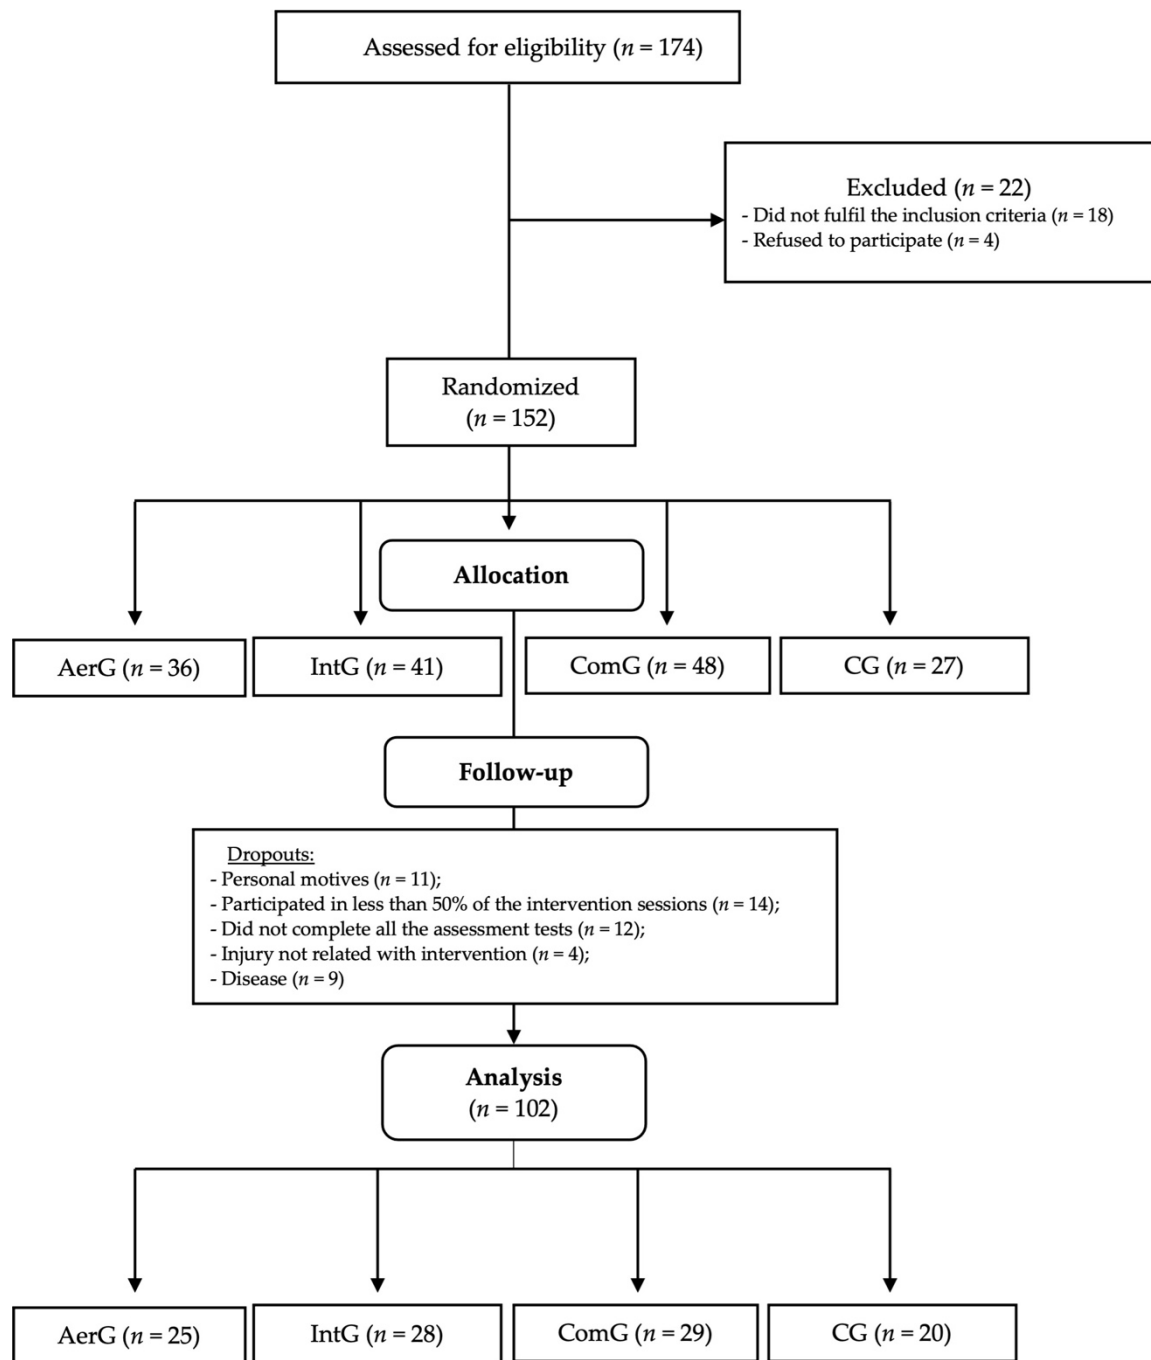 Assessed for eligibility (n = 174)
Excluded (n = 22)
- Did not fulfil the inclusion criteria (n = 18)
- Refused to participate (n = 4)
Randomized
(n = 152)
Allocation
AerG (n = 36)
IntG (n = 41)
ComG (n = 48)
CG (n = 27)
Follow-up
Dropouts:
- Personal motives (n = 11);
- Participated in less than 50% of the intervention sessions (n = 14);
- Did not complete all the assessment tests (n = 12);
- Injury not related with intervention (n = 4);
- Disease (n = 9)
Analysis
(n = 102)
AerG (n = 25)
IntG (n = 28)
ComG (n = 29)
CG (n = 20)